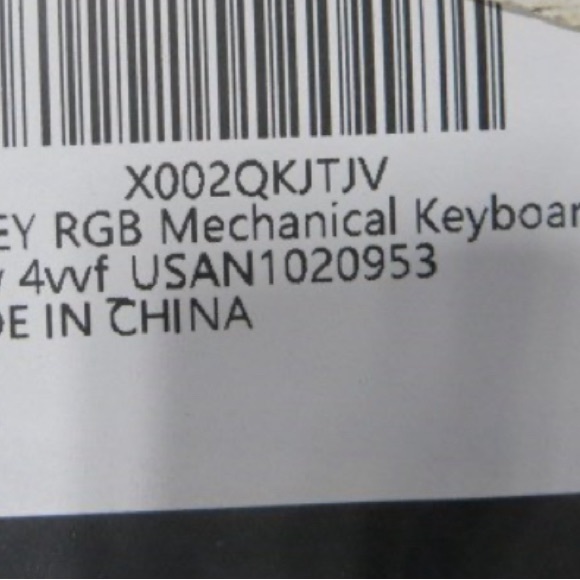 X002QKJTJV
EY RGB Mechanical Keyboar
4vvf USAN1020953
DE IN CHINA